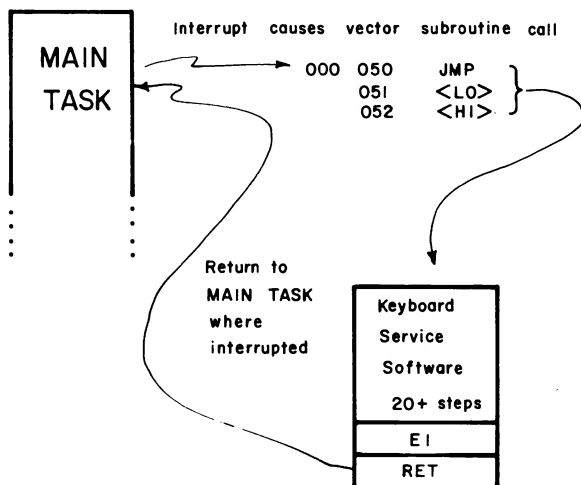 Interrupt causes vector subroutine call
MAIN
TASK
000 050 JMP
051 <LO>
052 <HI>
Return to
MAIN TASK
where
interrupted
Keyboard
Service
Software
20+ steps
EI
RET